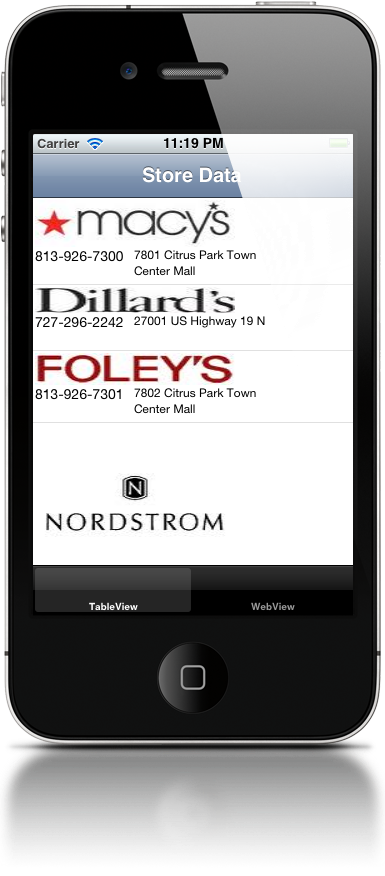 Carrier 11:19 PM
Store Data
macy's
813-926-7300 7801 Citrus Park Town
Center Mall
Dillard's
727-296-2242 27001 US Highway 19 N
FOLEY'S
813-926-7301 7802 Citrus Park Town
Center Mall
N
NORDSTROM
TableView WebView